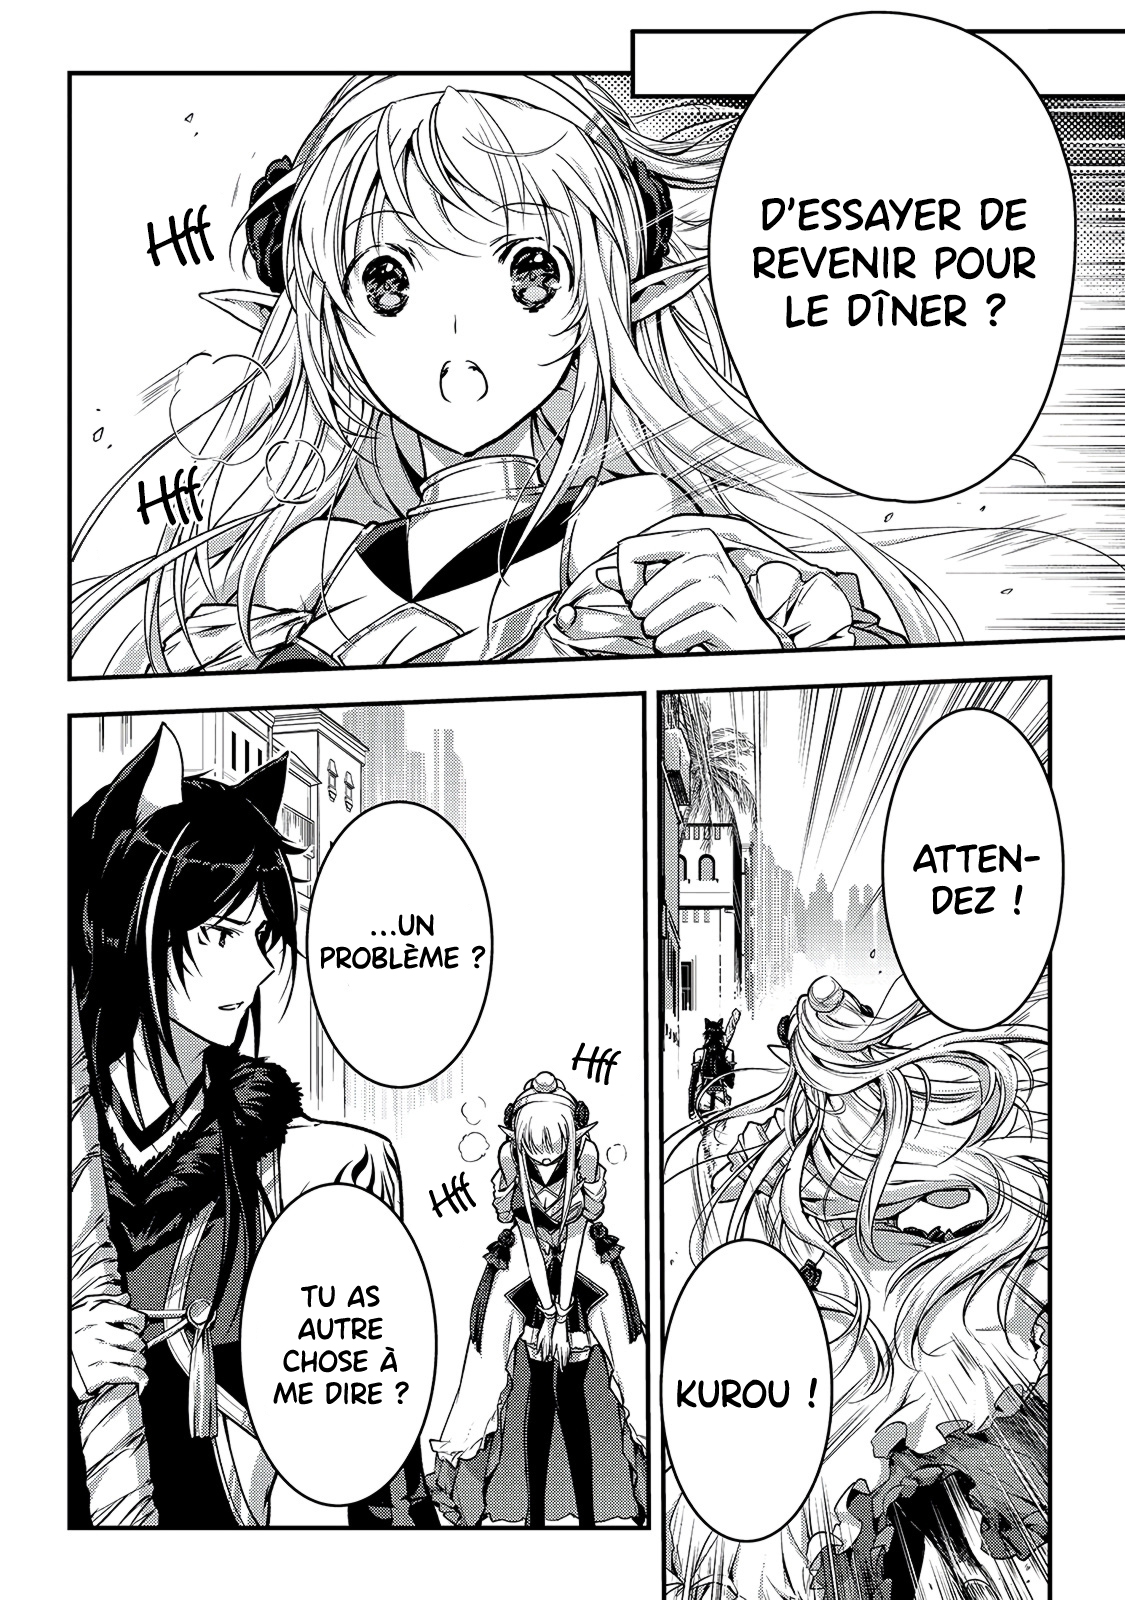 D'ESSAYER DE
REVENIR POUR
LE DÎNER ?
Hff
Hff
ATTEN-
DEZ !
KUROU !
...UN
PROBLÈME ?
Hff
Hff
TU AS
AUTRE
CHOSE À
ME DIRE ?